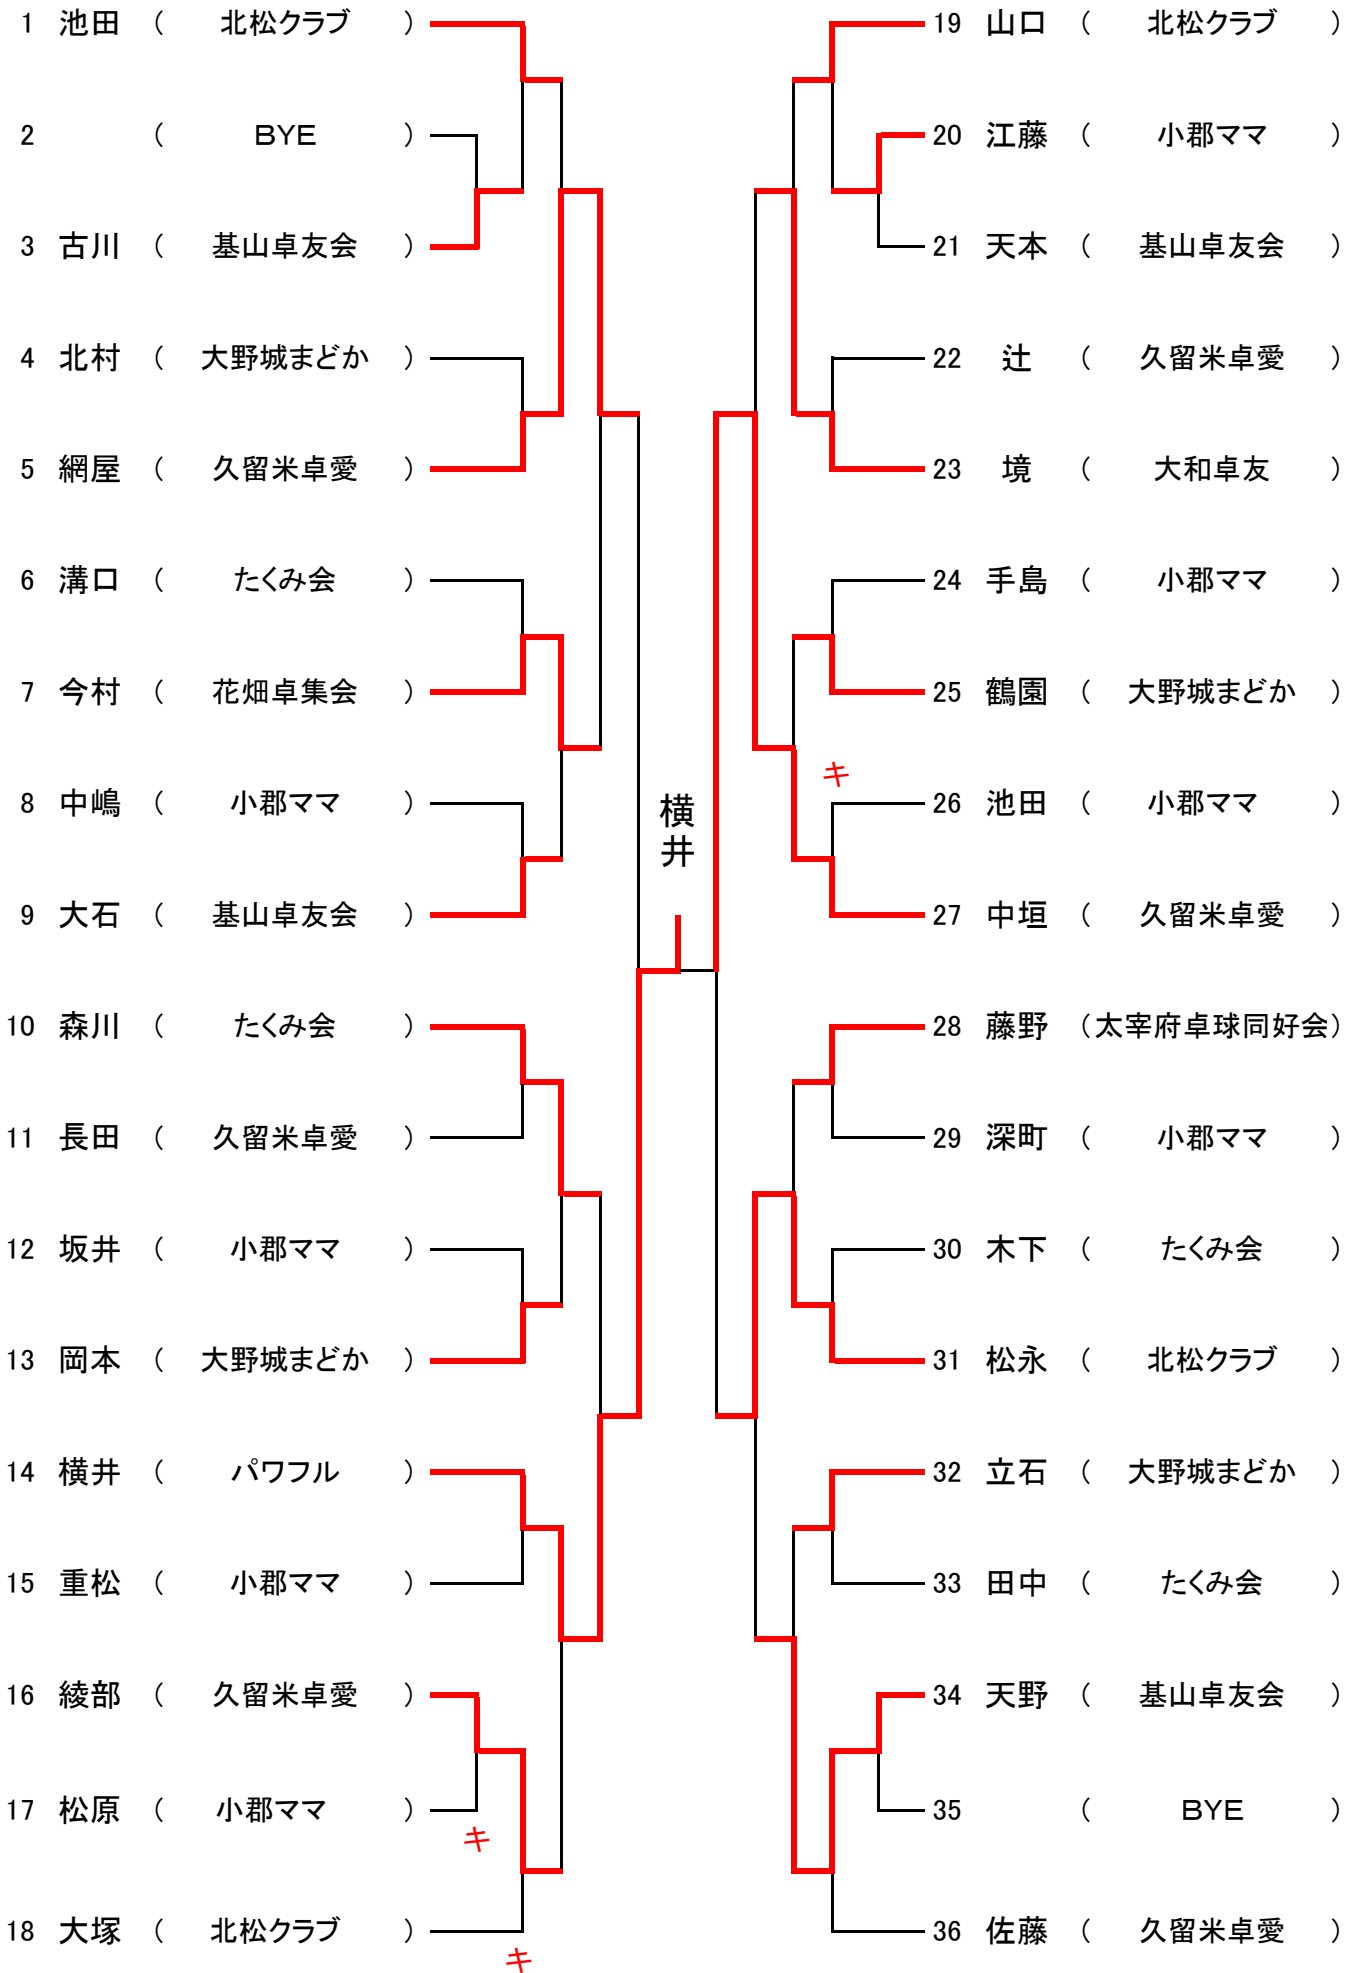 1 池田 ( 北松クラブ )
2 ( BYE )
3 古川 ( 基山卓友会 )
4 北村 ( 大野城まどか )
5 網屋 ( 久留米卓愛 )
6 溝口 ( たくみ会 )
7 今村 ( 花畑卓集会 )
8 中嶋 ( 小郡ママ )
9 大石 ( 基山卓友会 )
10 森川 ( たくみ会 )
11 長田 ( 久留米卓愛 )
12 坂井 ( 小郡ママ )
13 岡本 ( 大野城まどか )
14 横井 ( パワフル )
15 重松 ( 小郡ママ )
16 綾部 ( 久留米卓愛 )
17 松原 ( 小郡ママ )
キ
18 大塚 ( 北松クラブ )
キ
横井
19 山口 ( 北松クラブ )
20 江藤 ( 小郡ママ )
21 天本 ( 基山卓友会 )
22 辻 ( 久留米卓愛 )
23 境 ( 大和卓友 )
24 手島 ( 小郡ママ )
25 鶴園 ( 大野城まどか )
キ
26 池田 ( 小郡ママ )
27 中垣 ( 久留米卓愛 )
28 藤野 (太宰府卓球同好会)
29 深町 ( 小郡ママ )
30 木下 ( たくみ会 )
31 松永 ( 北松クラブ )
32 立石 ( 大野城まどか )
33 田中 ( たくみ会 )
34 天野 ( 基山卓友会 )
35 ( BYE )
36 佐藤 ( 久留米卓愛 )